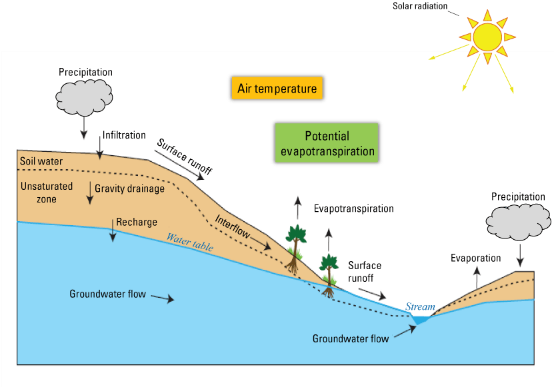 Solar radiation
Precipitation
Air temperature
Infiltration
Surface runoff
Potential
evapotranspiration
Soil water
Unsaturated
zone
Gravity drainage
Precipitation
Evapotranspiration
Recharge
Interflow
Water table
Evaporation
Surface
runoff
Groundwater flow
Stream
Groundwater flow